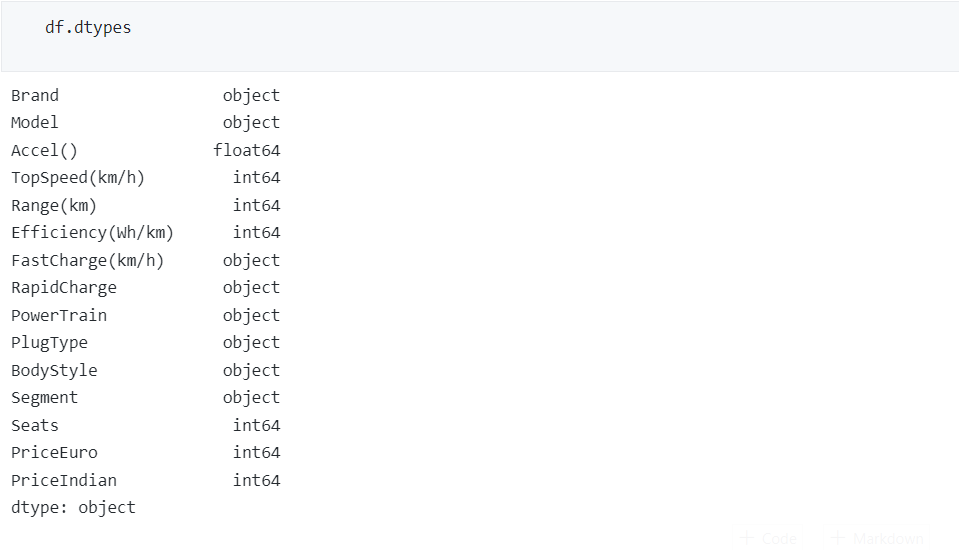 df.dtypes
Brand object
Model object
Accel() float64
TopSpeed(km/h) int64
Range(km) int64
Efficiency(Wh/km) int64
FastCharge(km/h) object
RapidCharge object
PowerTrain object
PlugType object
BodyStyle object
Segment object
Seats int64
PriceEuro int64
PriceIndian int64
dtype: object
+ Code + Markdown